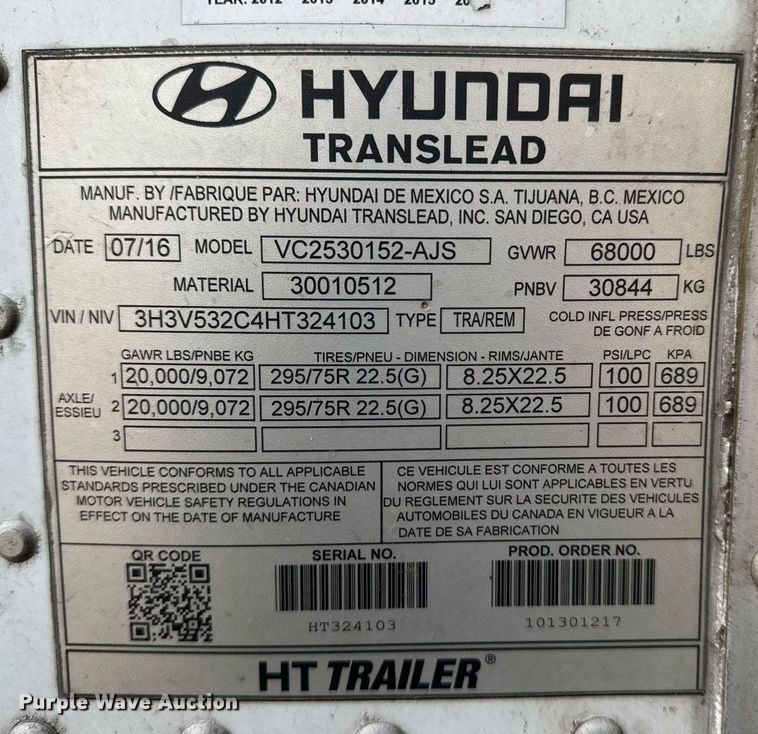 YEAR: 2012 2013 2014 2015
HYUNDAI
TRANSLEAD
MANUF. BY /FABRIQUE PAR: HYUNDAI DE MEXICO S.A. TIJUANA, B.C. MEXICO
MANUFACTURED BY HYUNDAI TRANSLEAD, INC. SAN DIEGO, CA USA
DATE 07/16 MODEL VC2530152-AJS GVWR 68000 LBS
MATERIAL 30010512 PNBV 30844 KG
VIN / NIV 3H3V532C4HT324103 TYPE TRA/REM COLD INFL PRESS/PRESS
DE GONF A FROID
GAWR LBS/PNBE KG TIRES/PNEU - DIMENSION - RIMS/JANTE PSI/LPC KPA
AXLE/
ESSIEU
1 20,000/9,072 295/75R 22.5(G) 8.25X22.5 100 689
2 20,000/9,072 295/75R 22.5(G) 8.25X22.5 100 689
3
THIS VEHICLE CONFORMS TO ALL APPLICABLE
STANDARDS PRESCRIBED UNDER THE CANADIAN
MOTOR VEHICLE SAFETY REGULATIONS IN
EFFECT ON THE DATE OF MANUFACTURE
CE VEHICULE EST CONFORME A TOUTES LES
NORMES QUI LUI SONT APPLICABLES EN VERTU
DU REGLEMENT SUR LA SECURITE DES VEHICULES
AUTOMOBILES DU CANADA EN VIGUEUR A LA
DATE DE SA FABRICATION
QR CODE
SERIAL NO.
HT324103
PROD. ORDER NO.
101301217
HT TRAILER®
Purple Wave Auction